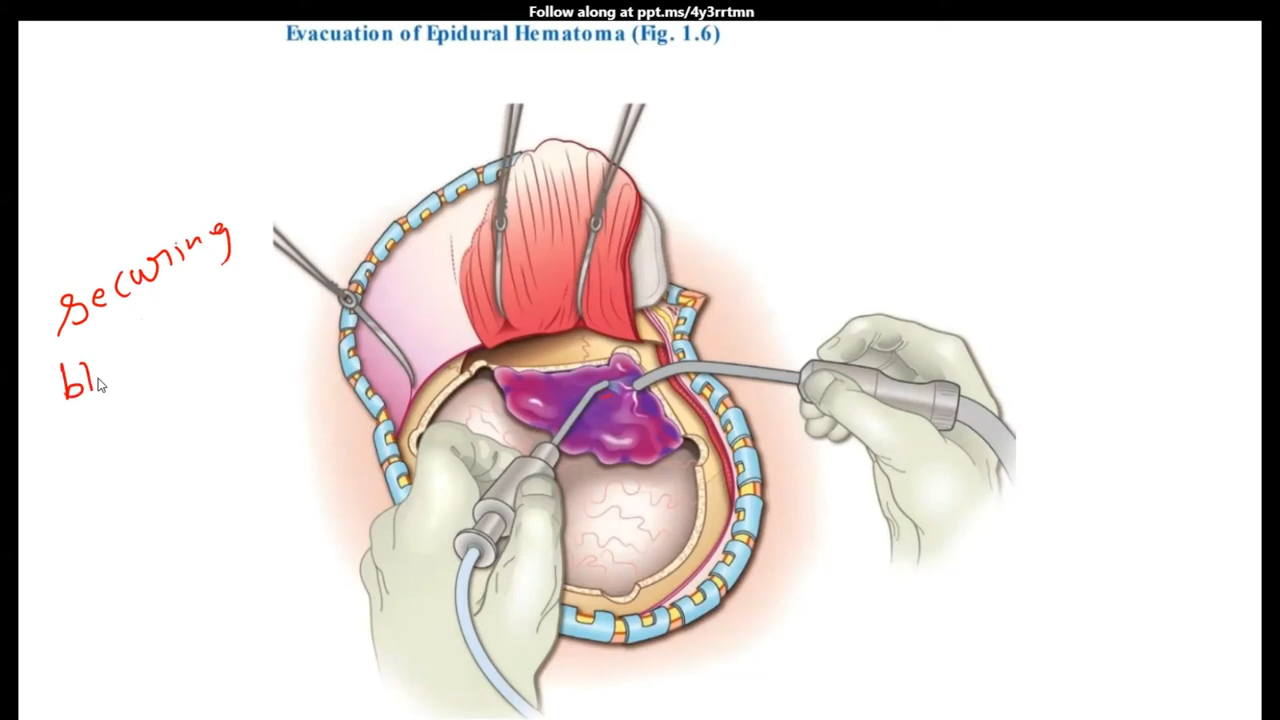 Follow along at ppt.ms/4y3rrtmn
Evacuation of Epidural Hematoma (Fig. 1.6)
securing
bl